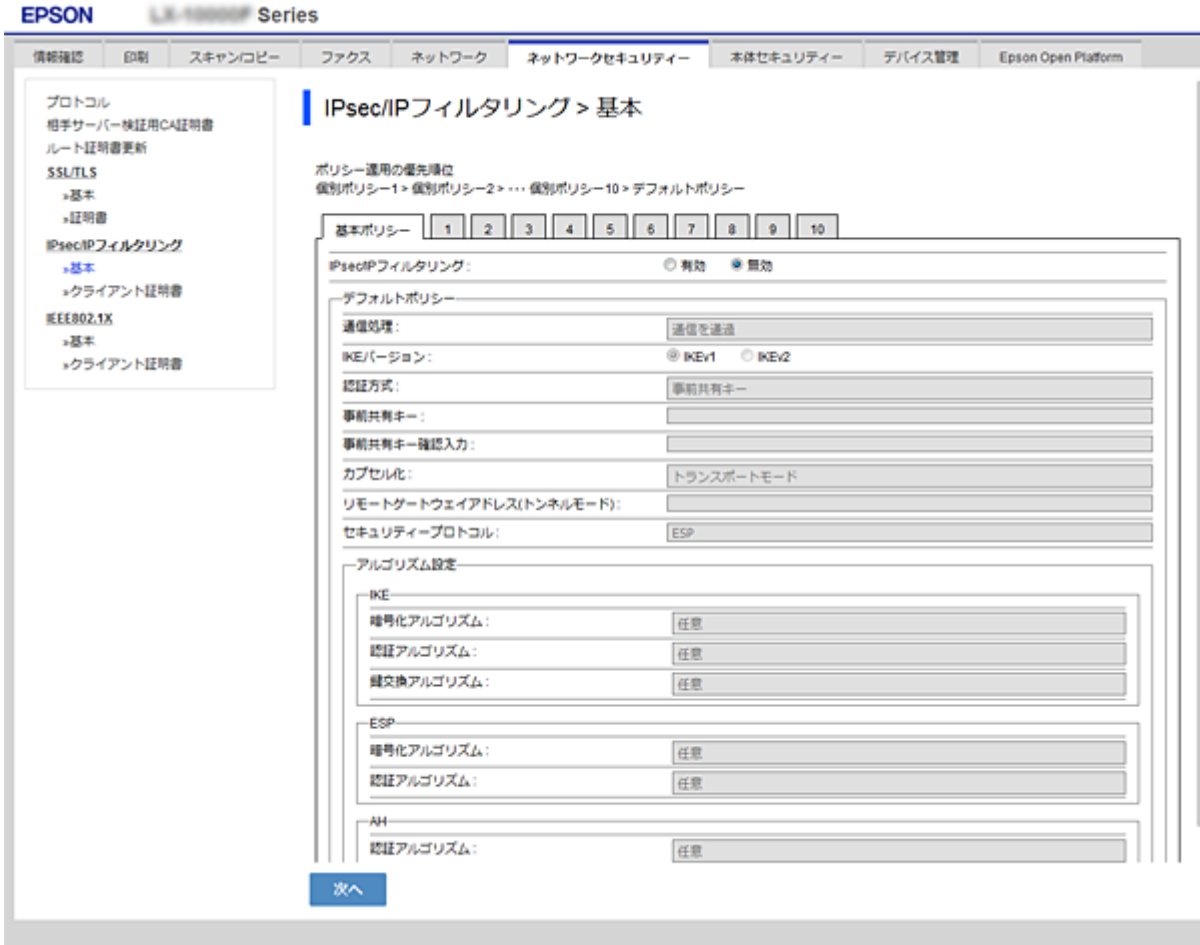 EPSON Series
情報確認 印刷 スキャン/コピー ファクス ネットワーク ネットワークセキュリティー 本体セキュリティー デバイス管理 Epson Open Platform
プロトコル
相手サーバー検証用CA証明書
ルート証明書更新
SSL/TLS
»基本
»証明書
IPsec/IPフィルタリング
»基本
»クライアント証明書
IEEE802.1X
»基本
»クライアント証明書
IPsec/IPフィルタリング > 基本
ポリシー適用の優先順位
個別ポリシー1 > 個別ポリシー2 > ･･･ 個別ポリシー10 > デフォルトポリシー
基本ポリシー 1 2 3 4 5 6 7 8 9 10
IPsec/IPフィルタリング : 有効 無効
デフォルトポリシー
通信処理 : 通信を通過
IKEバージョン : IKEv1 IKEv2
認証方式 : 事前共有キー
事前共有キー :
事前共有キー確認入力 :
カプセル化 : トランスポートモード
リモートゲートウェイアドレス(トンネルモード) :
セキュリティープロトコル : ESP
アルゴリズム設定
IKE
暗号化アルゴリズム : 任意
認証アルゴリズム : 任意
鍵交換アルゴリズム : 任意
ESP
暗号化アルゴリズム : 任意
認証アルゴリズム : 任意
AH
認証アルゴリズム : 任意
次へ